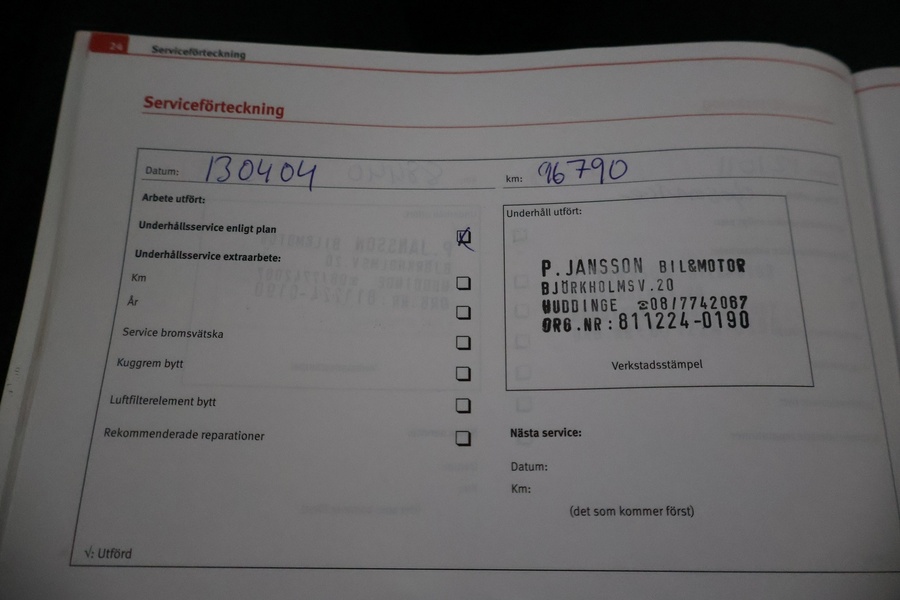 24 Serviceförteckning
Serviceförteckning
Datum: 130404
km: 96790
Arbete utfört:
Underhållsservice enligt plan
Underhållsservice extraarbete:
Km
År
Service bromsvätska
Kuggrem bytt
Luftfilterelement bytt
Rekommenderade reparationer
√: Utförd
Underhåll utfört:
P.JANSSON BIL&MOTOR
BJÖRKHOLMSV.20
HUDDINGE ☎08/7742067
ORG.NR:811224-0190
Verkstadsstämpel
Nästa service:
Datum:
Km:
(det som kommer först)